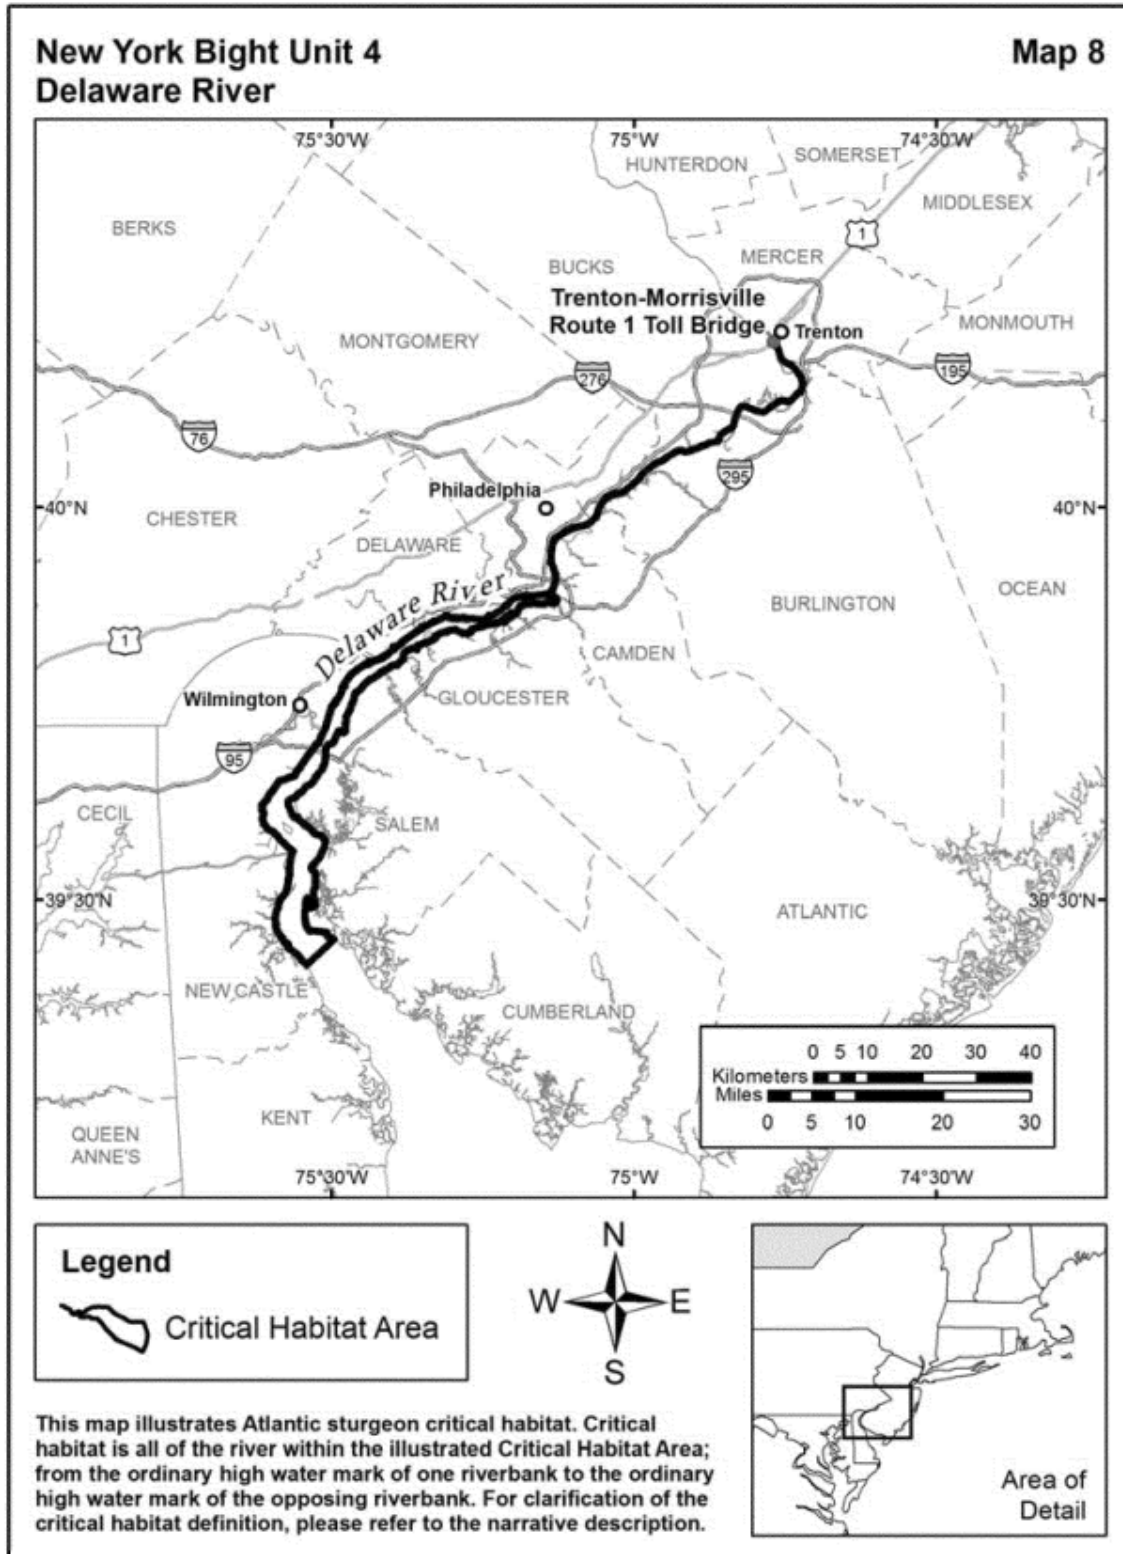 New York Bight Unit 4
Map 8
Delaware River
75°30'W
75°W
74°30'W
HUNTERDON
SOMERSET
MIDDLESEX
BERKS
1
MERCER
BUCKS
Trenton-Morrisville
Route 1 Toll Bridge
Trenton
MONMOUTH
MONTGOMERY
276
195
76
295
Philadelphia
40°N
40°N
CHESTER
DELAWARE
OCEAN
Delaware River
BURLINGTON
1
CAMDEN
GLOUCESTER
Wilmington
95
CECIL
SALEM
39°30'N
39°30'N
ATLANTIC
NEW CASTLE
CUMBERLAND
0 5 10 20 30 40
Kilometers
Miles
0 5 10 20 30
KENT
QUEEN
ANNE'S
75°30'W
75°W
74°30'W
Legend
Critical Habitat Area
N
W
E
S
This map illustrates Atlantic sturgeon critical habitat. Critical
habitat is all of the river within the illustrated Critical Habitat Area;
from the ordinary high water mark of one riverbank to the ordinary
high water mark of the opposing riverbank. For clarification of the
critical habitat definition, please refer to the narrative description.
Area of
Detail